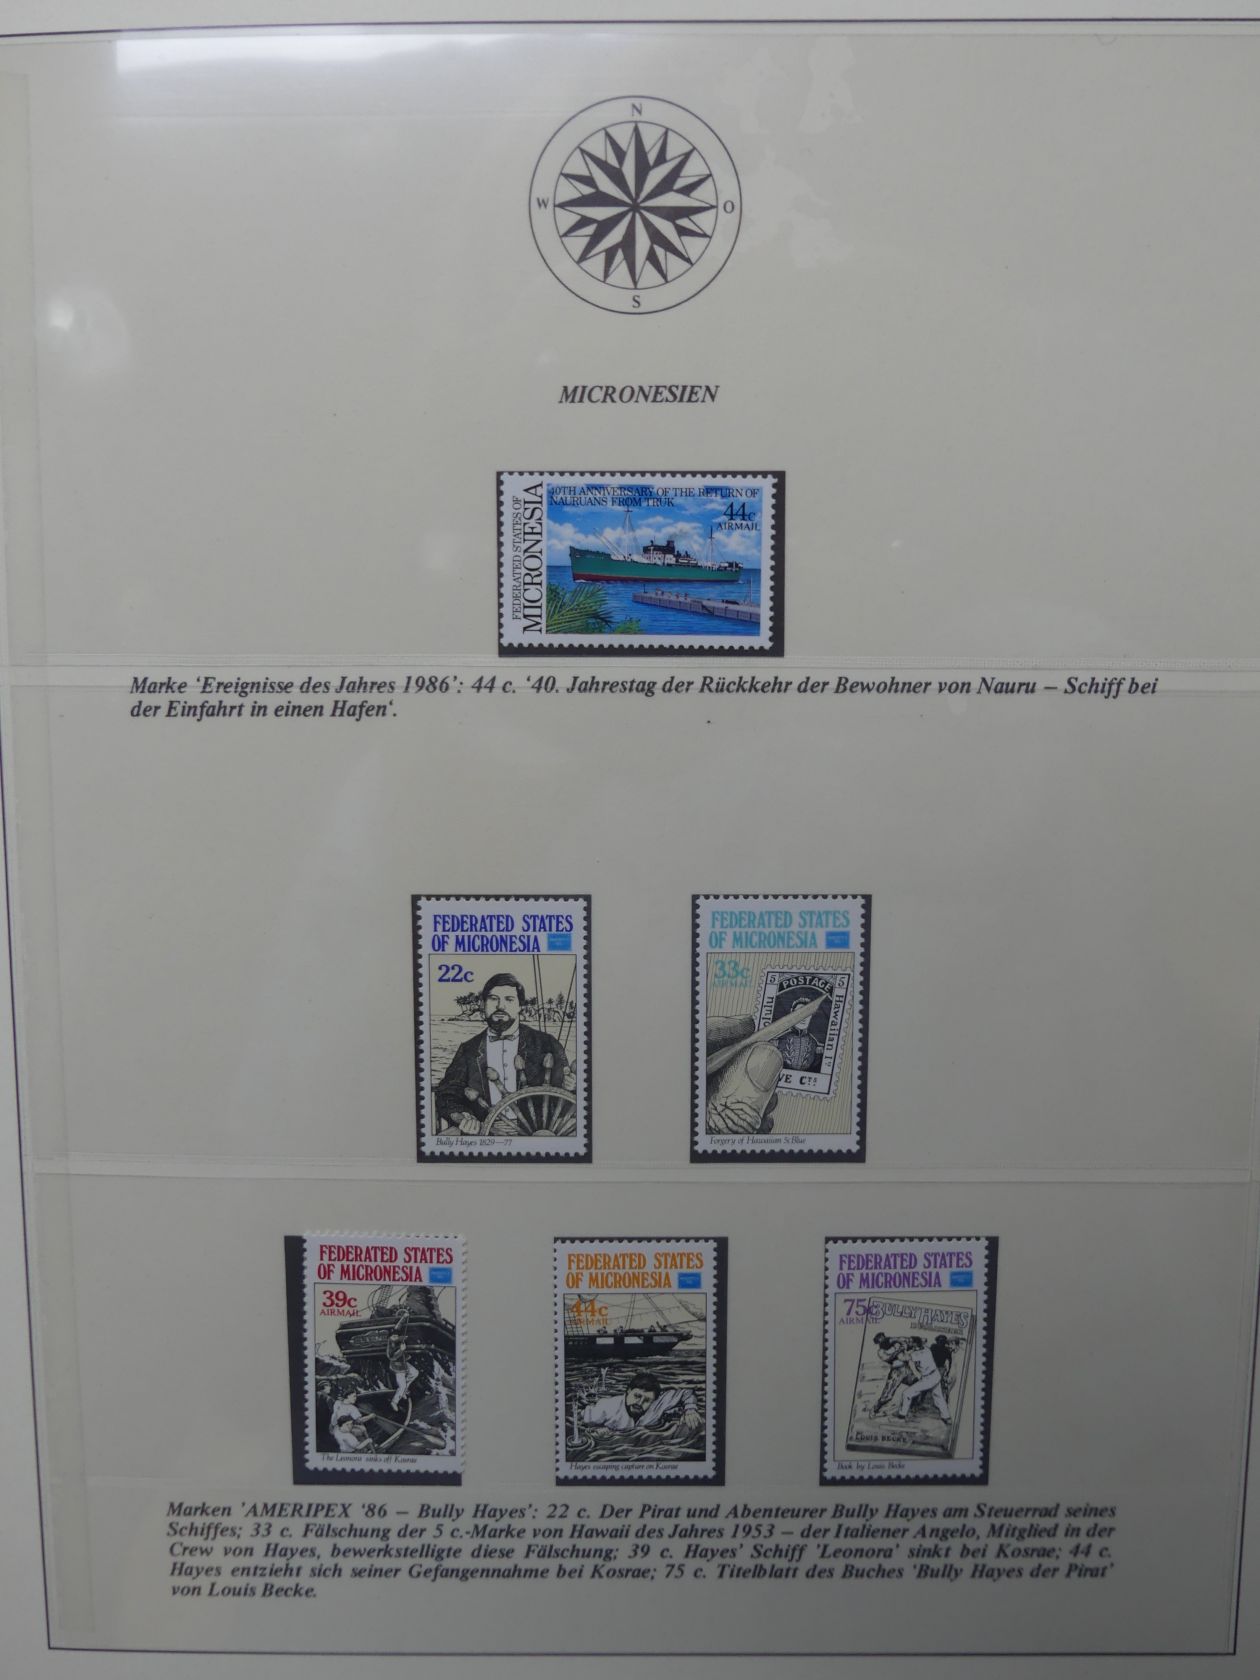 N
W
O
S
MICRONESIEN
FEDERATED STATES OF
MICRONESIA
40TH ANNIVERSARY OF THE RETURN OF
NAURUANS FROM TRUK
44c
AIRMAIL
Marke 'Ereignisse des Jahres 1986': 44 c. '40. Jahrestag der Rückkehr der Bewohner von Nauru – Schiff bei
der Einfahrt in einen Hafen'.
FEDERATED STATES
OF MICRONESIA
22c
Bully Hayes 1829–77
FEDERATED STATES
OF MICRONESIA
33c
AIRMAIL
5 POSTAGE 5
Hawaiian Iˢ
VE Cᵀˢ
Forgery of Hawaiian 5c Blue
FEDERATED STATES
OF MICRONESIA
39c
AIRMAIL
The Leonora sinks off Kosrae
FEDERATED STATES
OF MICRONESIA
44c
AIRMAIL
Hayes escaping capture on Kosrae
FEDERATED STATES
OF MICRONESIA
75c
AIRMAIL
BULLY HAYES
LOUIS BECKE
Book by Louis Becke
Marken 'AMERIPEX '86 – Bully Hayes': 22 c. Der Pirat und Abenteurer Bully Hayes am Steuerrad seines
Schiffes; 33 c. Fälschung der 5 c.-Marke von Hawaii des Jahres 1953 – der Italiener Angelo, Mitglied in der
Crew von Hayes, bewerkstelligte diese Fälschung; 39 c. Hayes' Schiff 'Leonora' sinkt bei Kosrae; 44 c.
Hayes entzieht sich seiner Gefangennahme bei Kosrae; 75 c. Titelblatt des Buches 'Bully Hayes der Pirat'
von Louis Becke.